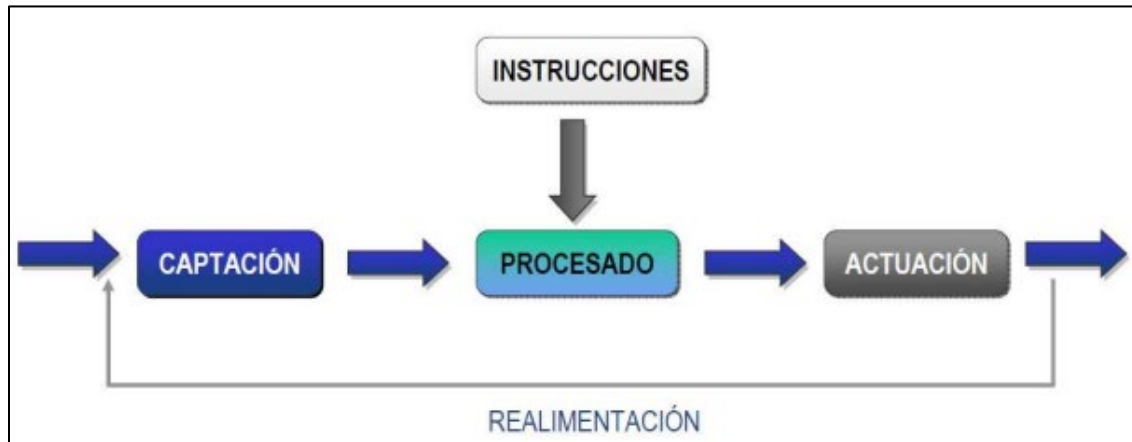 INSTRUCCIONES
CAPTACIÓN
PROCESADO
ACTUACIÓN
REALIMENTACIÓN